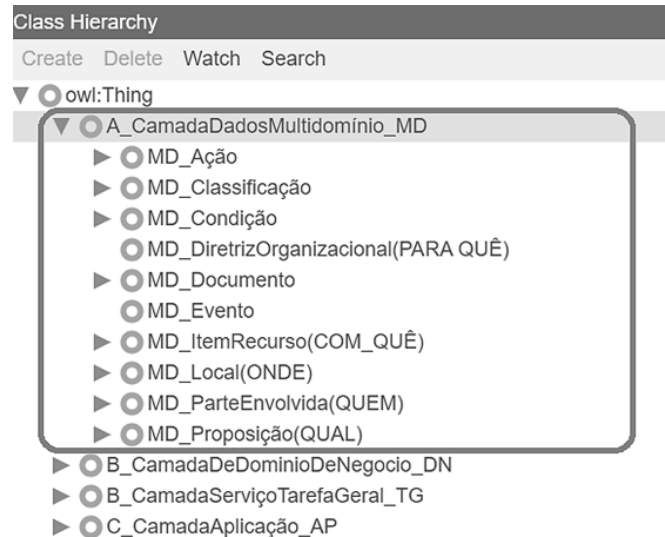 Class Hierarchy
Create Delete Watch Search
owl:Thing
A_CamadaDadosMultidomínio_MD
MD_Ação
MD_Classificação
MD_Condição
MD_DiretrizOrganizacional(PARA QUÊ)
MD_Documento
MD_Evento
MD_ItemRecurso(COM_QUÊ)
MD_Local(ONDE)
MD_ParteEnvolvida(QUEM)
MD_Proposição(QUAL)
B_CamadaDeDominioDeNegocio_DN
B_CamadaServiçoTarefaGeral_TG
C_CamadaAplicação_AP